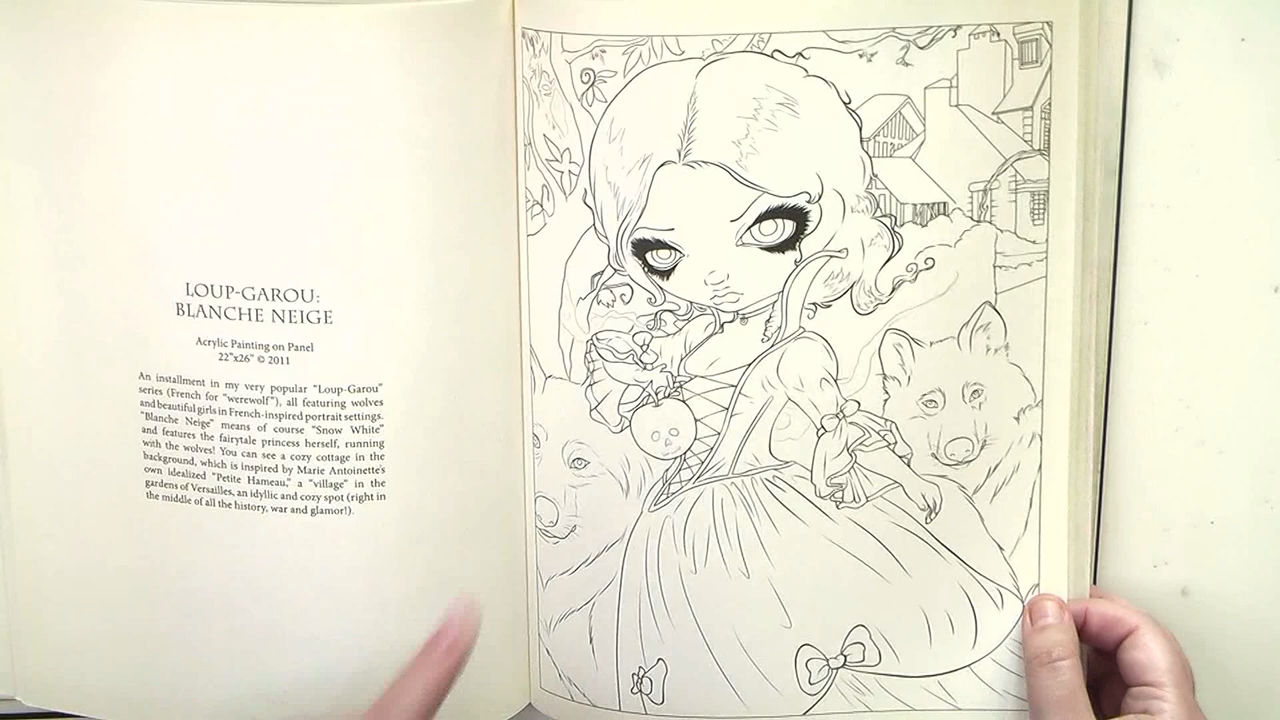 LOUP-GAROU:
BLANCHE NEIGE
Acrylic Painting on Panel
22"x26" © 2011
An installment in my very popular "Loup-Garou"
series (French for "werewolf"), all featuring wolves
and beautiful girls in French-inspired portrait settings.
"Blanche Neige" means of course "Snow White"
and features the fairytale princess herself, running
with the wolves! You can see a cozy cottage in the
background, which is inspired by Marie Antoinette's
own idealized "Petite Hameau," a "village" in the
gardens of Versailles, an idyllic and cozy spot (right in
the middle of all the history, war and glamor!).